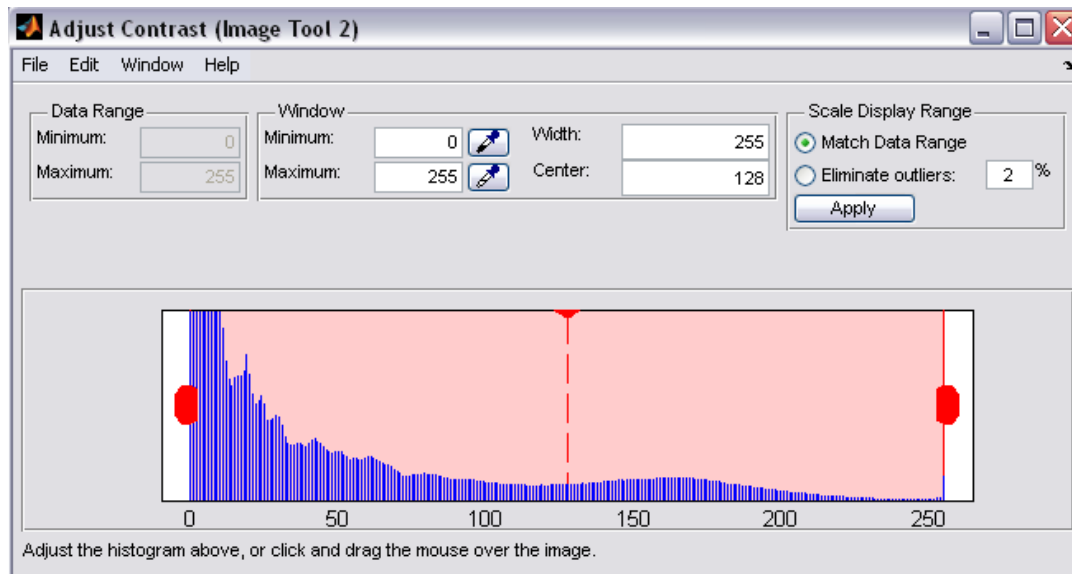 Adjust Contrast (Image Tool 2)
File Edit Window Help
Data Range
Minimum: 0
Maximum: 255
Window
Minimum: 0
Maximum: 255
Width: 255
Center: 128
Scale Display Range
Match Data Range
Eliminate outliers: 2 %
Apply
0 50 100 150 200 250
Adjust the histogram above, or click and drag the mouse over the image.